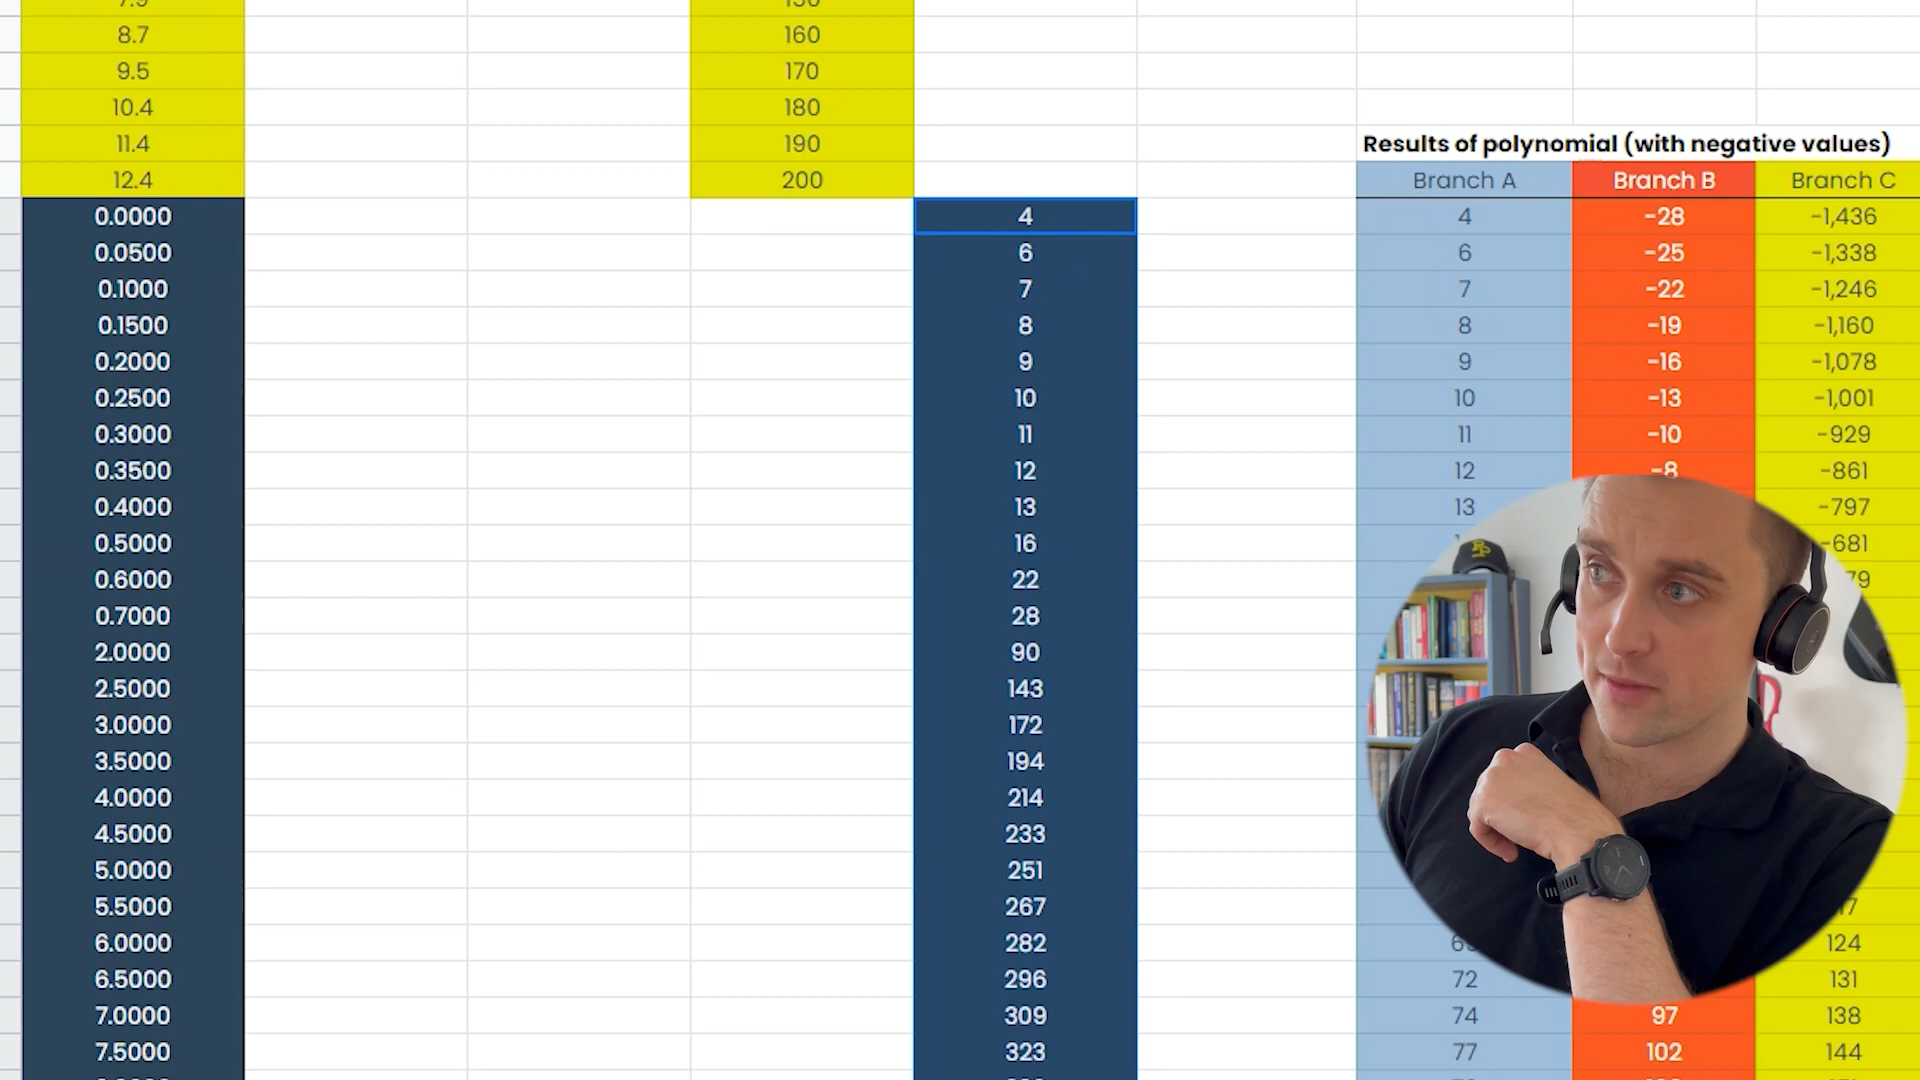 8.7 160
9.5 170
10.4 180
11.4 190 Results of polynomial (with negative values)
12.4 200 Branch A Branch B Branch C
0.0000 4 4 -28 -1,436
0.0500 6 6 -25 -1,338
0.1000 7 7 -22 -1,246
0.1500 8 8 -19 -1,160
0.2000 9 9 -16 -1,078
0.2500 10 10 -13 -1,001
0.3000 11 11 -10 -929
0.3500 12 12 -8 -861
0.4000 13 13 -797
0.5000 16 -681
0.6000 22
0.7000 28
2.0000 90
2.5000 143
3.0000 172
3.5000 194
4.0000 214
4.5000 233
5.0000 251
5.5000 267
6.0000 282 124
6.5000 296 72 131
7.0000 309 74 97 138
7.5000 323 77 102 144